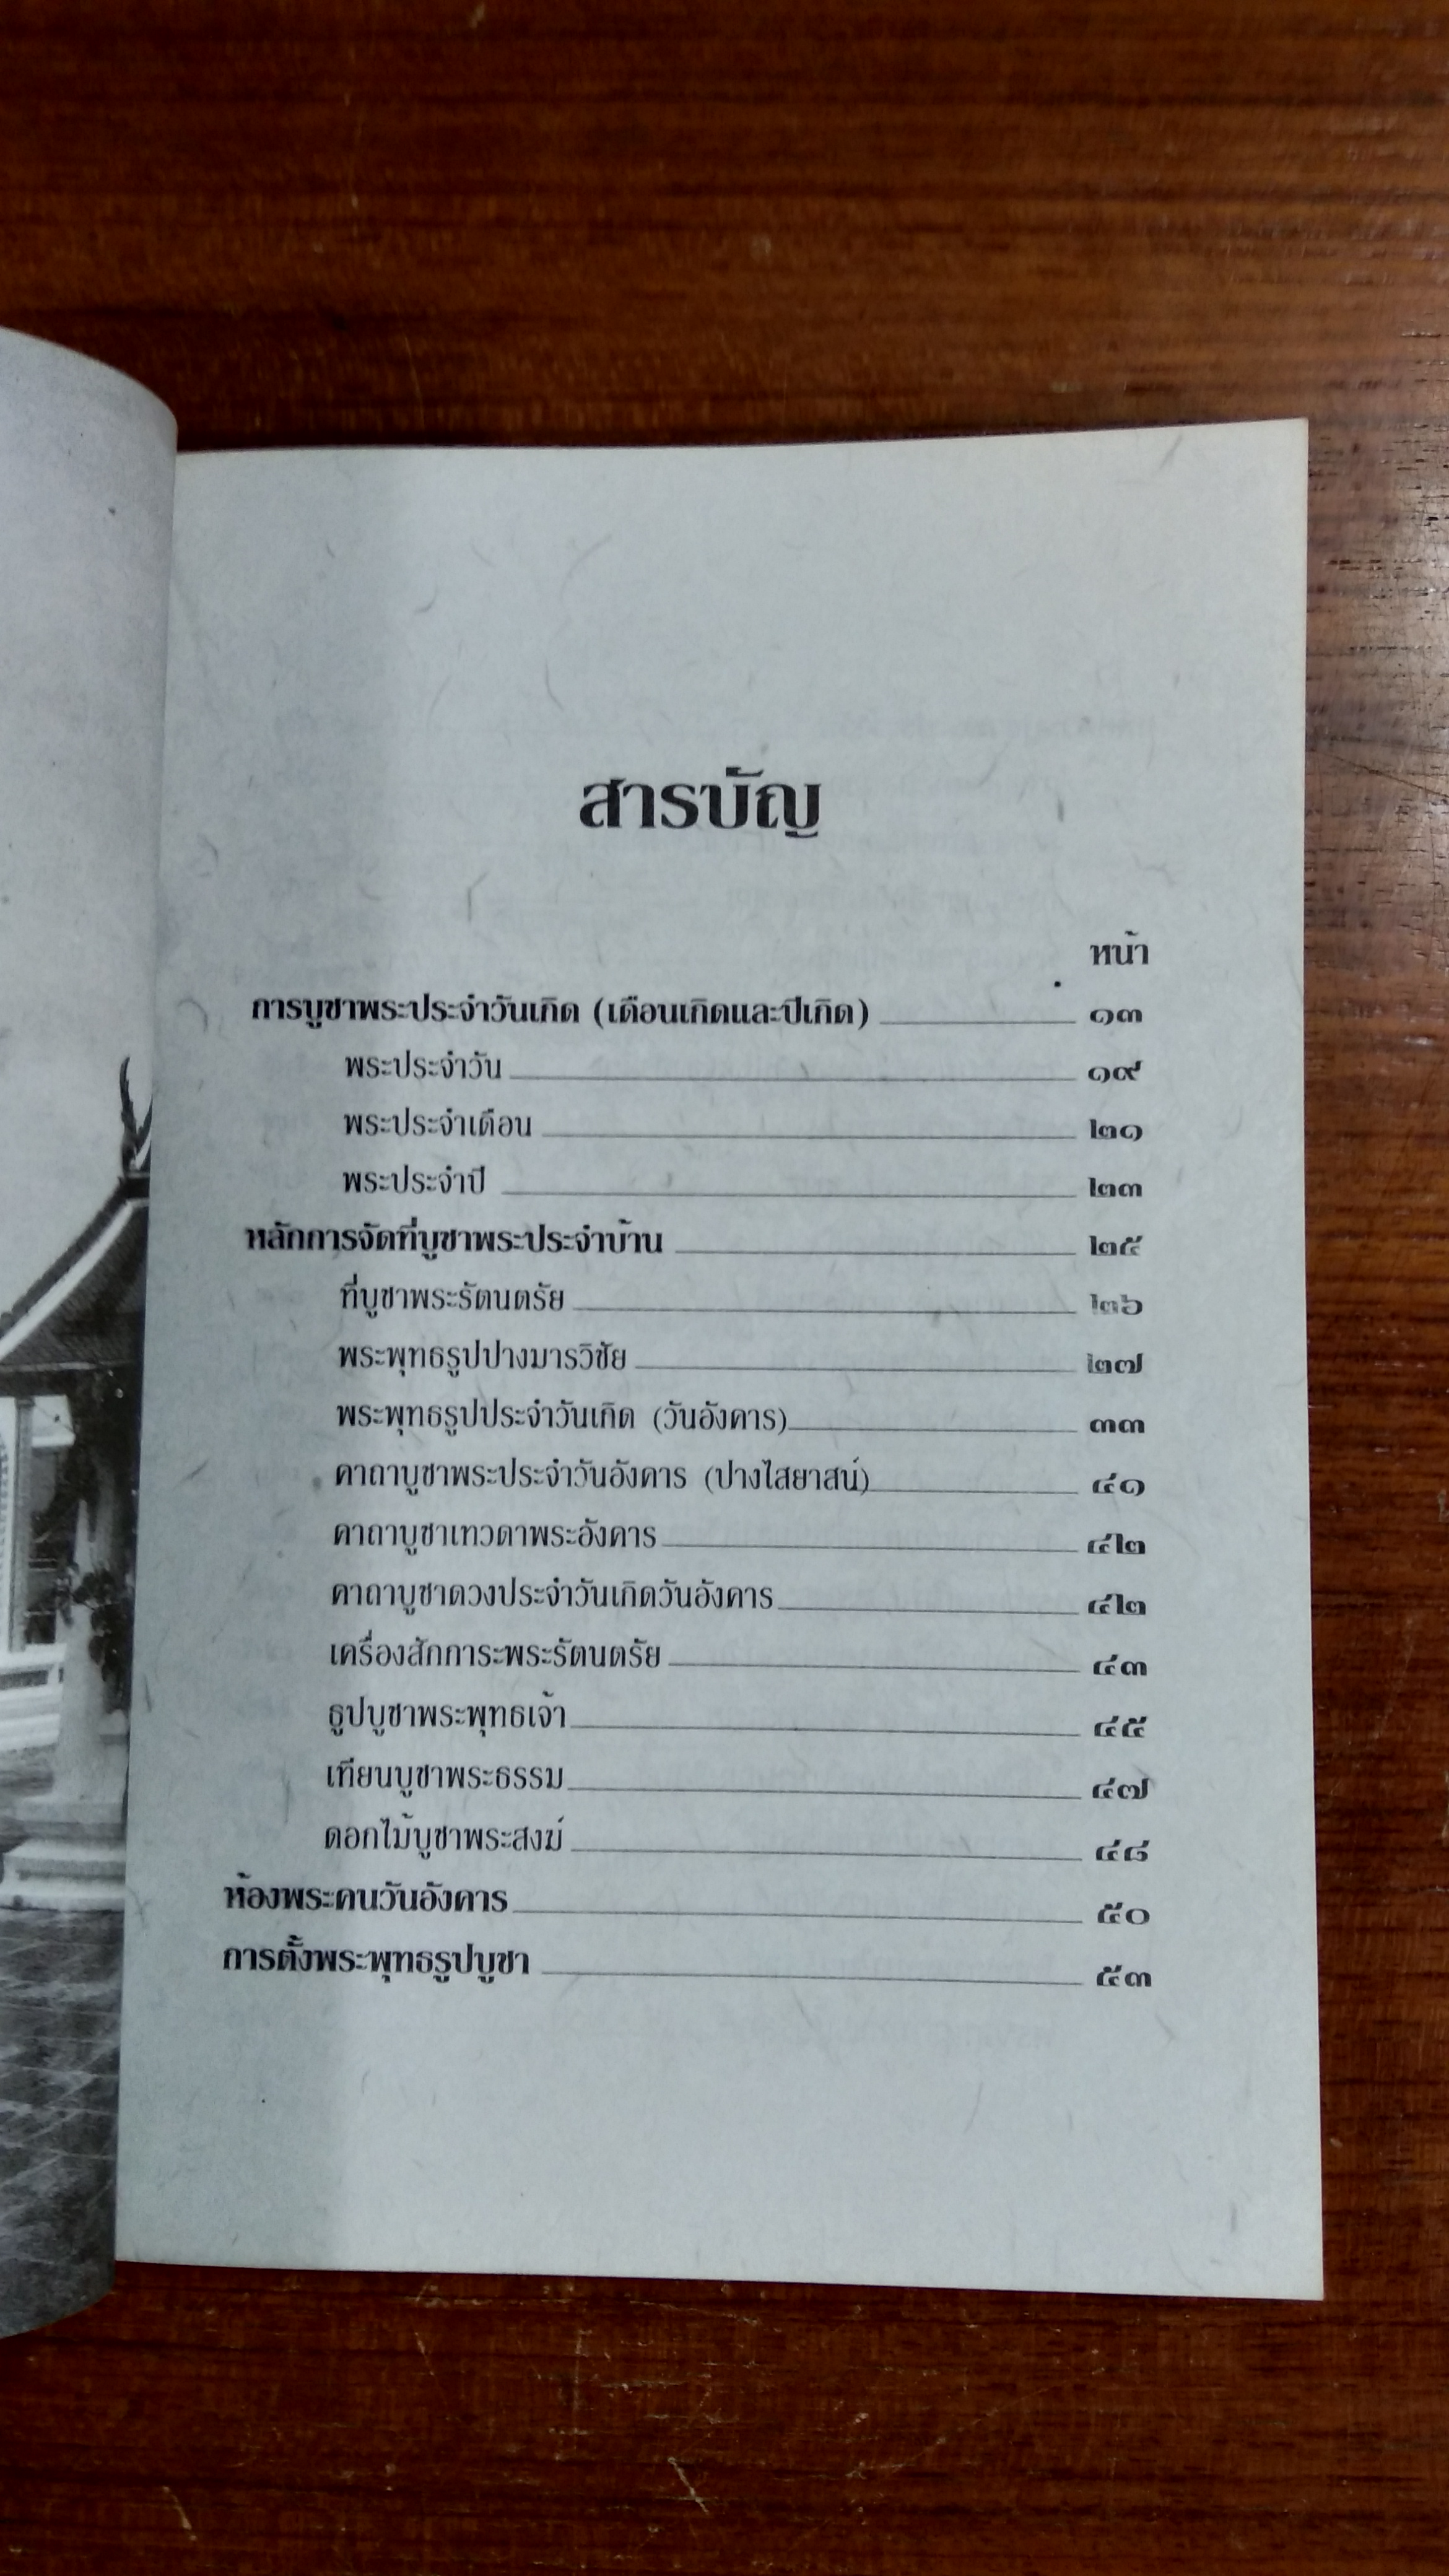 สารบัญ
หน้า
การบูชาพระประจำวันเกิด (เดือนเกิดและปีเกิด) ๑๓
พระประจำวัน ๑๙
พระประจำเดือน ๒๑
พระประจำปี ๒๓
หลักการจัดที่บูชาพระประจำบ้าน ๒๕
ที่บูชาพระรัตนตรัย ๒๖
พระพุทธรูปปางมารวิชัย ๒๗
พระพุทธรูปประจำวันเกิด (วันอังคาร) ๓๓
คาถาบูชาพระประจำวันอังคาร (ปางไสยาสน์) ๔๑
คาถาบูชาเทวดาพระอังคาร ๔๒
คาถาบูชาดวงประจำวันเกิดวันอังคาร ๔๒
เครื่องสักการะพระรัตนตรัย ๔๓
ธูปบูชาพระพุทธเจ้า ๔๕
เทียนบูชาพระธรรม ๔๗
ดอกไม้บูชาพระสงฆ์ ๔๘
ห้องพระคนวันอังคาร ๕๐
การตั้งพระพุทธรูปบูชา ๕๓